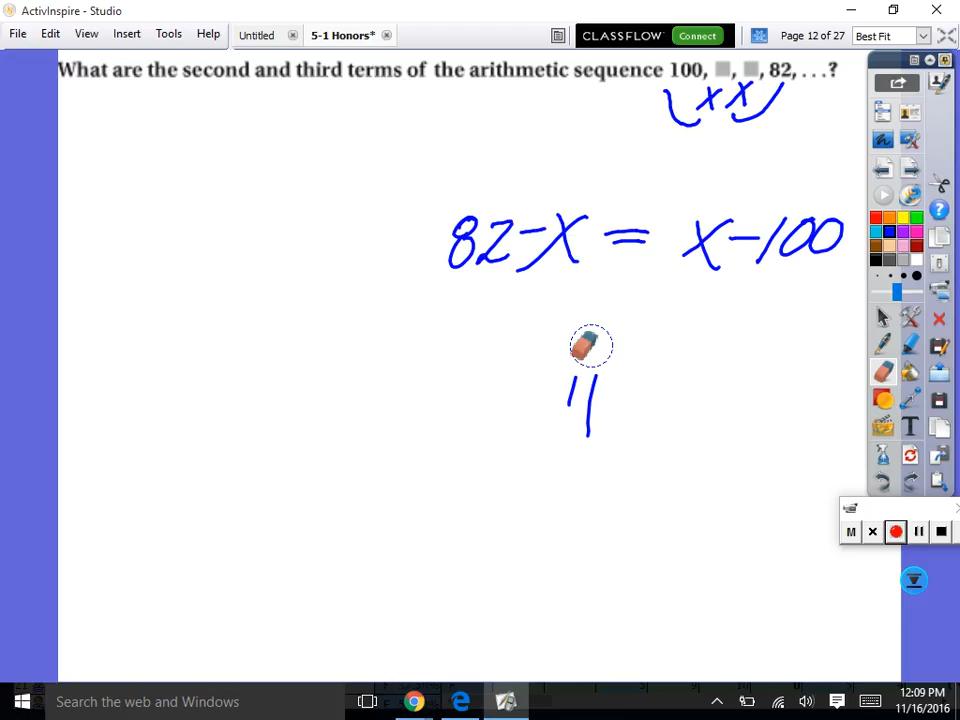 ActivInspire - Studio
File Edit View Insert Tools Help Untitled 5-1 Honors* CLASSFLOW Connect Page 12 of 27 Best Fit
What are the second and third terms of the arithmetic sequence 100, ■, ■, 82, . . .?
x x
82-x = x-100
4
T
M
Search the web and Windows
12:09 PM
11/16/2016